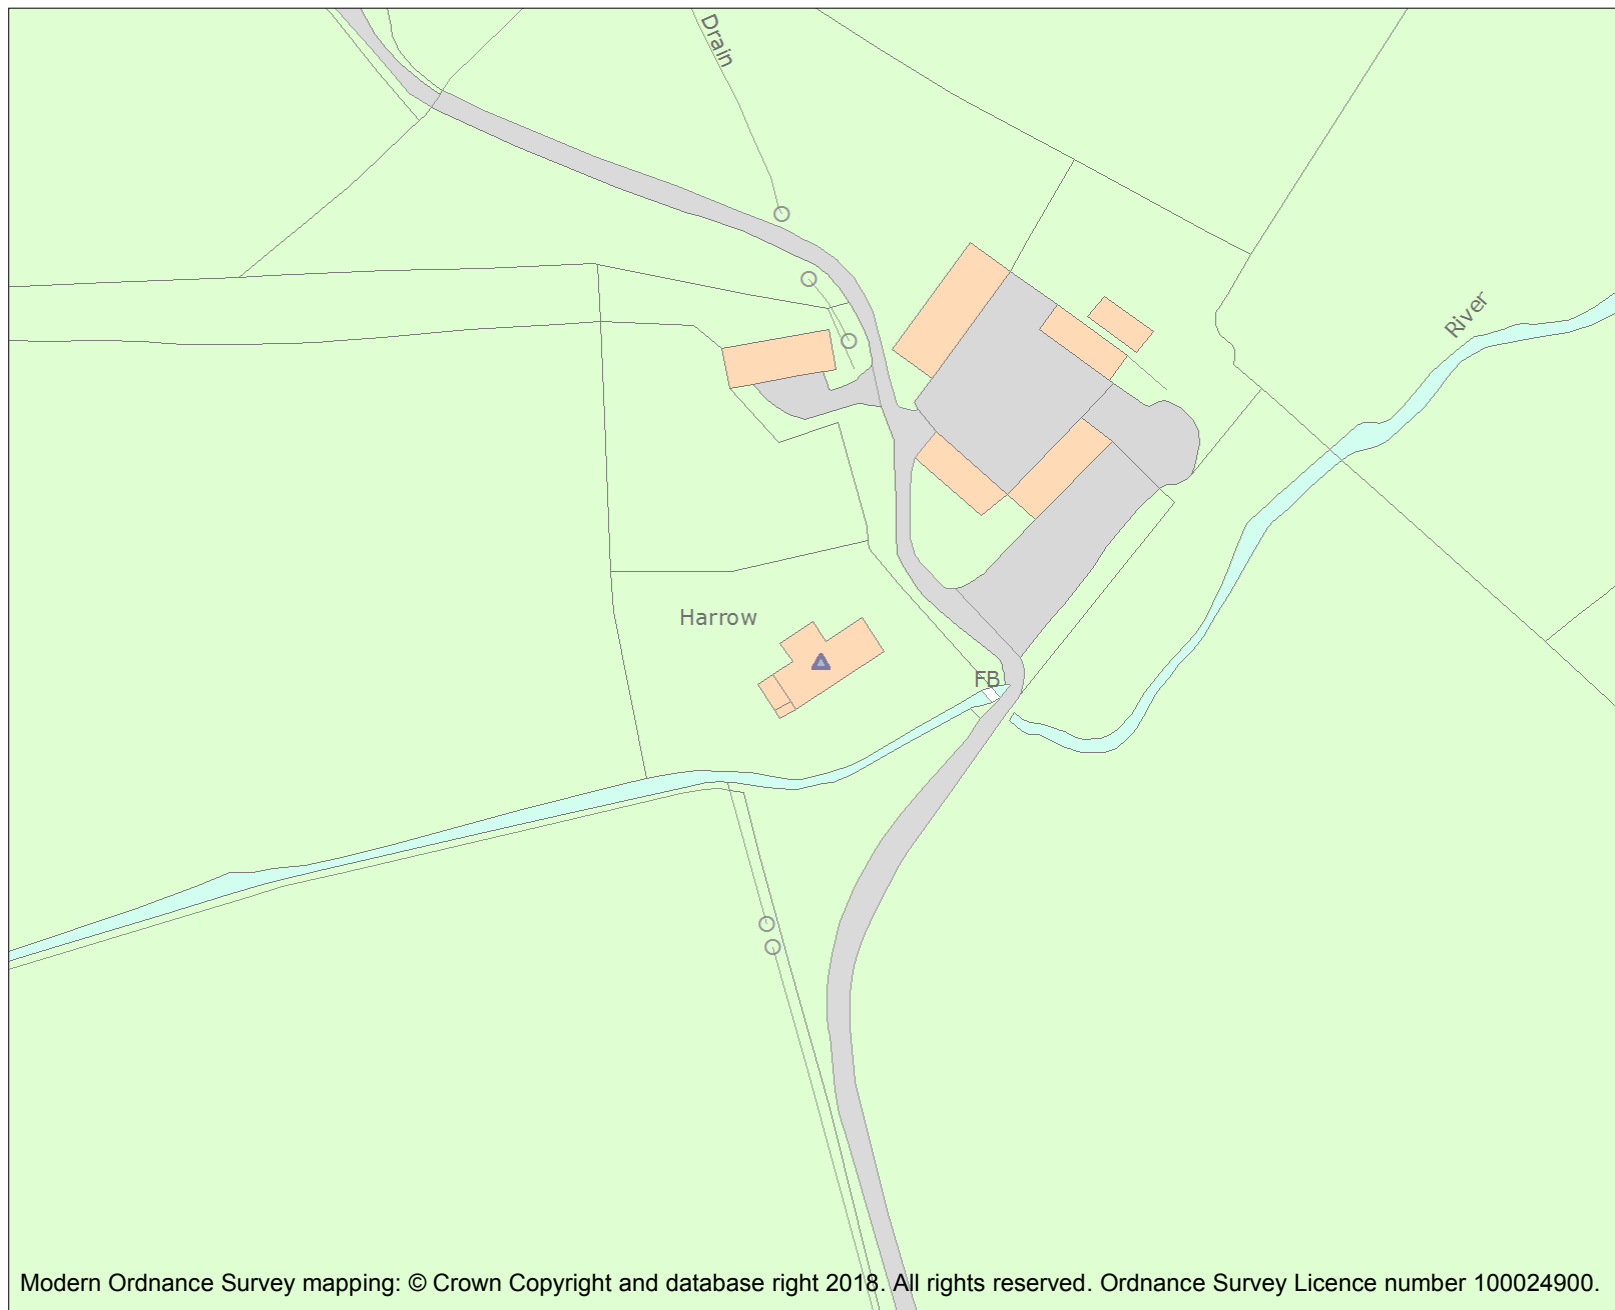 Drain
River
Harrow
FB
Modern Ordnance Survey mapping: © Crown Copyright and database right 2018. All rights reserved. Ordnance Survey Licence number 100024900.